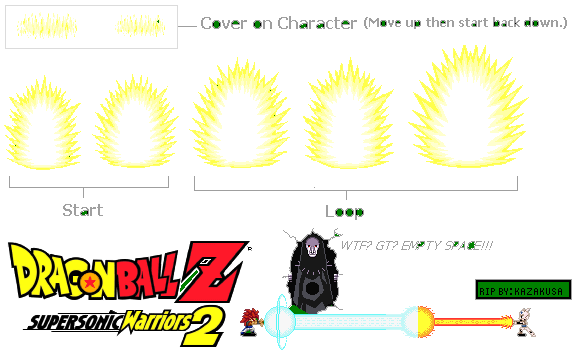 Cover on Character (Move up then start back down.)
Start
Loop
DRAGON BALL Z
SUPERSONIC Warriors 2
WTF? GT? EMPTY SPACE!!!
RIP BY:KAZAKUSA